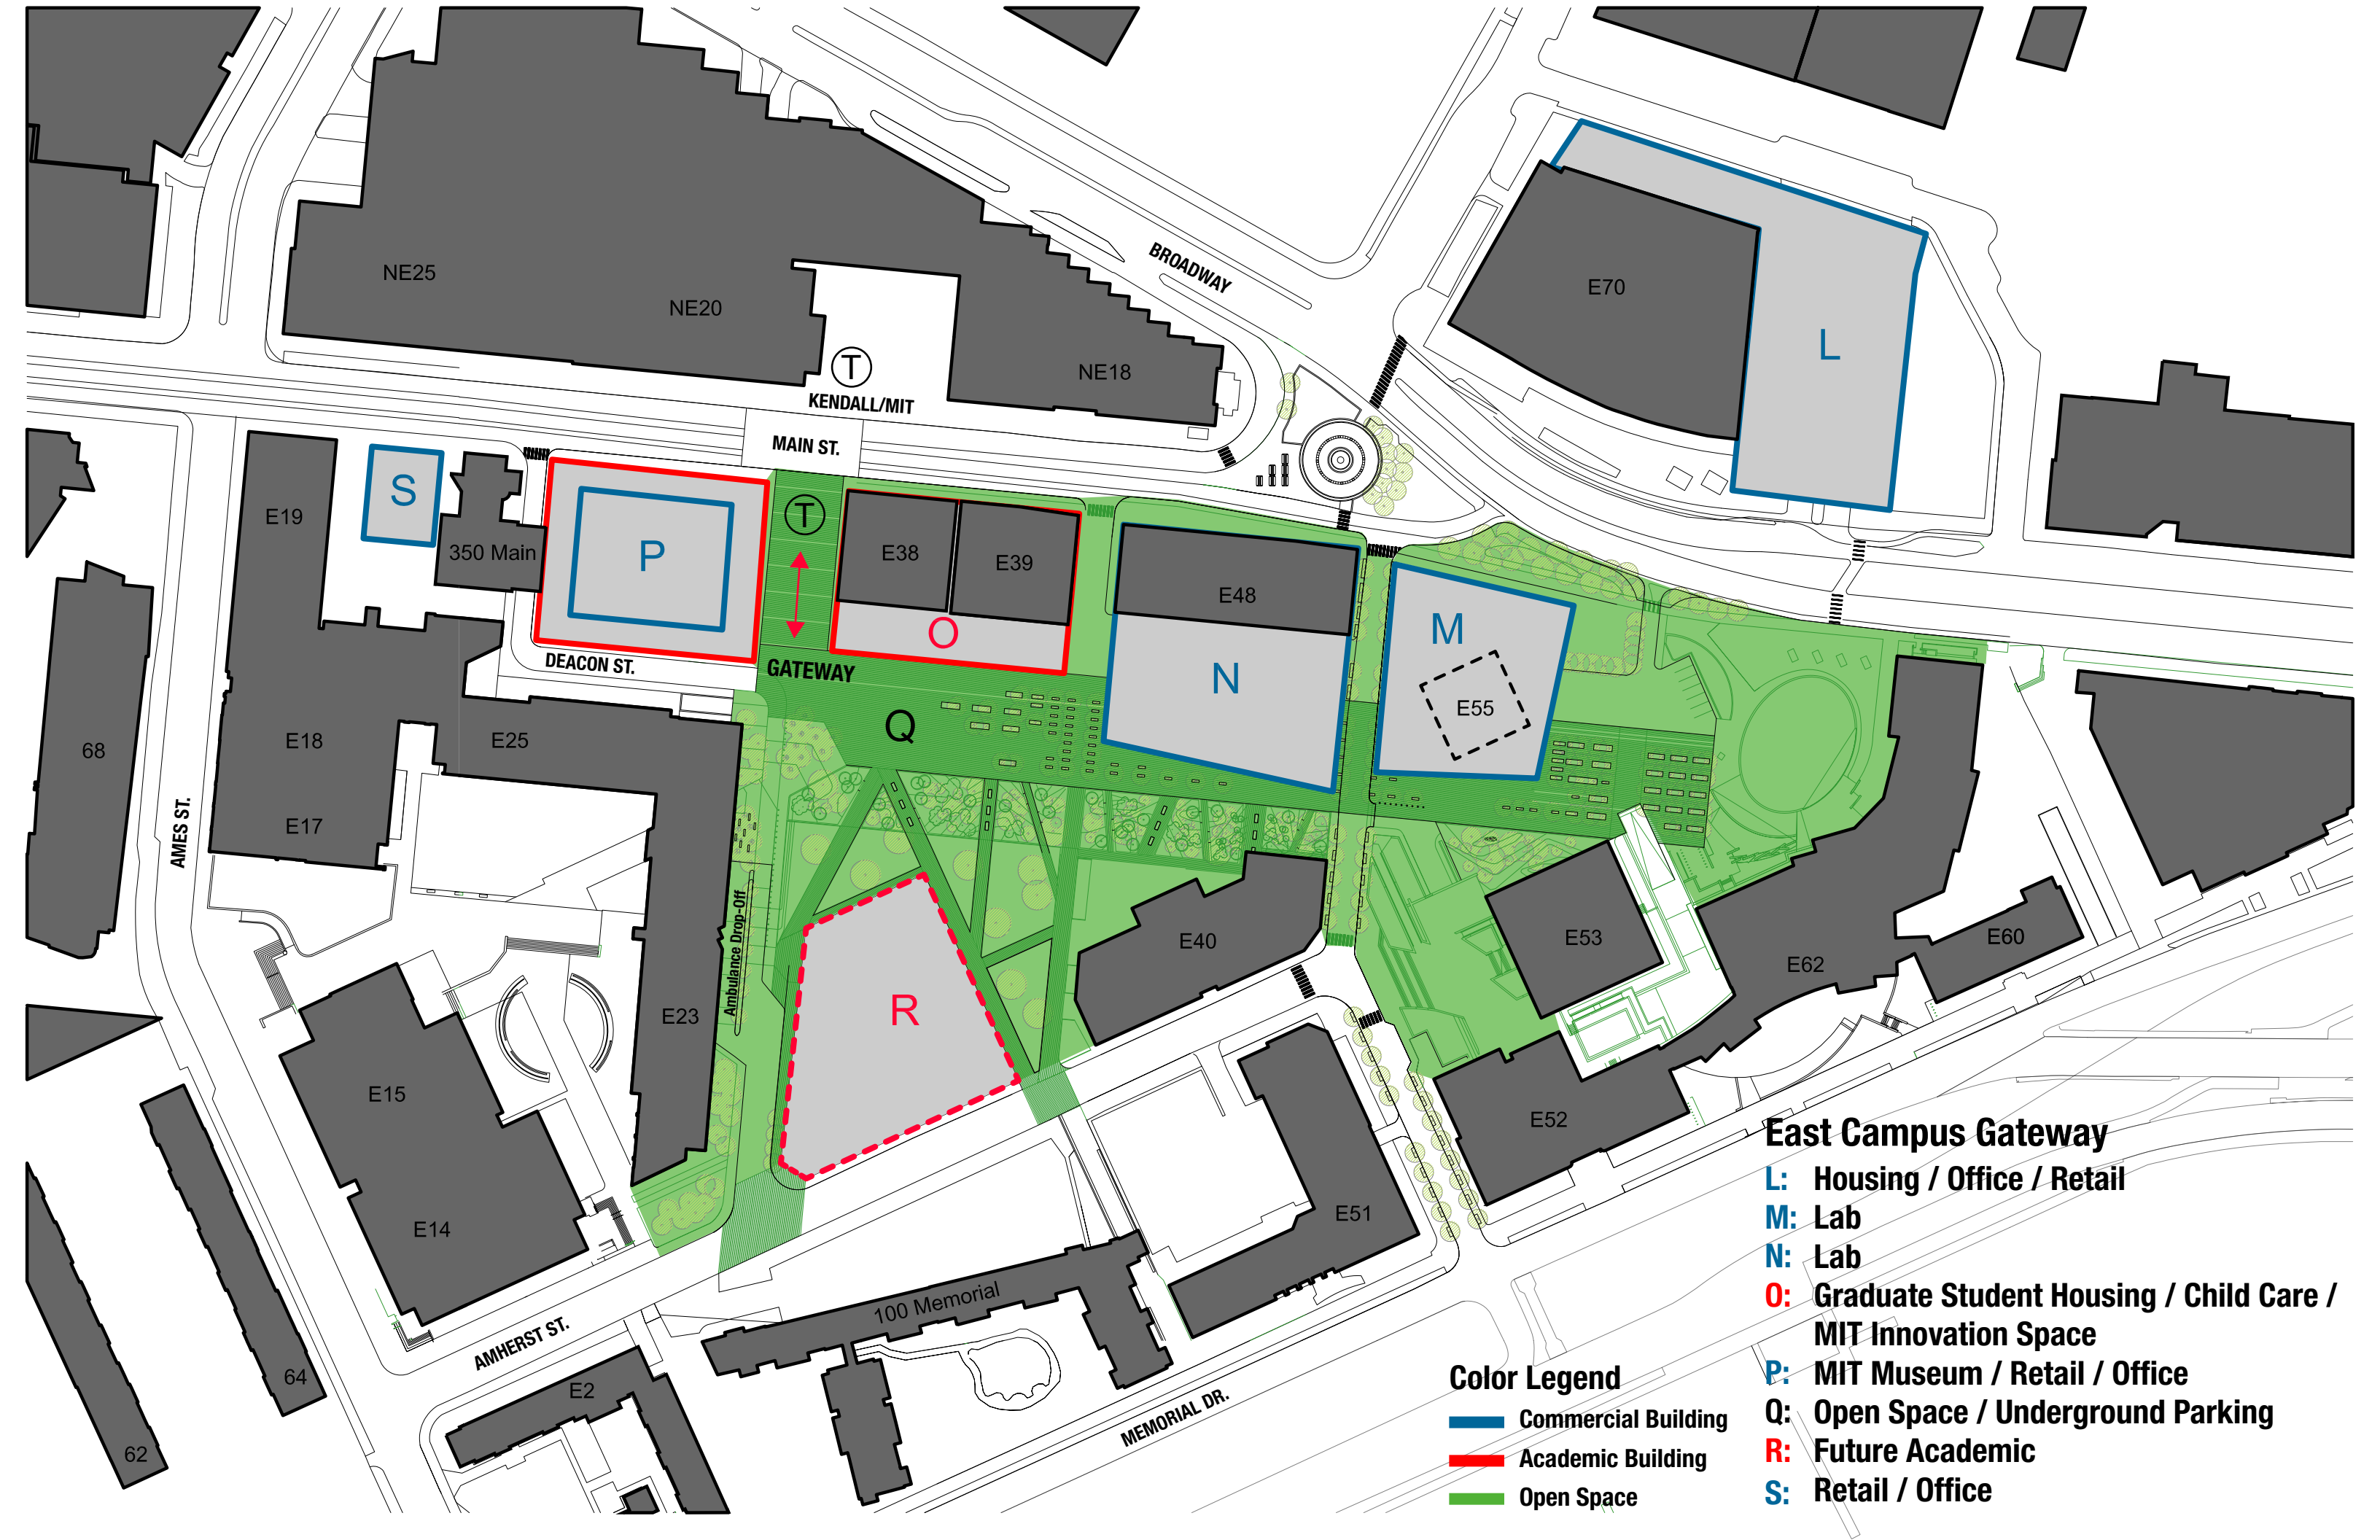 BROADWAY
NE25
E70
NE20
L
T
NE18
KENDALL/MIT
MAIN ST.
S
E19
T
350 Main
P
E38
E39
E48
O
M
DEACON ST.
GATEWAY
N
E55
Q
68
E18
E25
AMES ST.
E17
Ambulance Drop-Off
E40
E53
E60
E62
R
E23
E15
E52
E14
E51
100 Memorial
AMHERST ST.
64
E2
62
MEMORIAL DR.
East Campus Gateway
L: Housing / Office / Retail
M: Lab
N: Lab
O: Graduate Student Housing / Child Care /
MIT Innovation Space
P: MIT Museum / Retail / Office
Q: Open Space / Underground Parking
R: Future Academic
S: Retail / Office
Color Legend
Commercial Building
Academic Building
Open Space